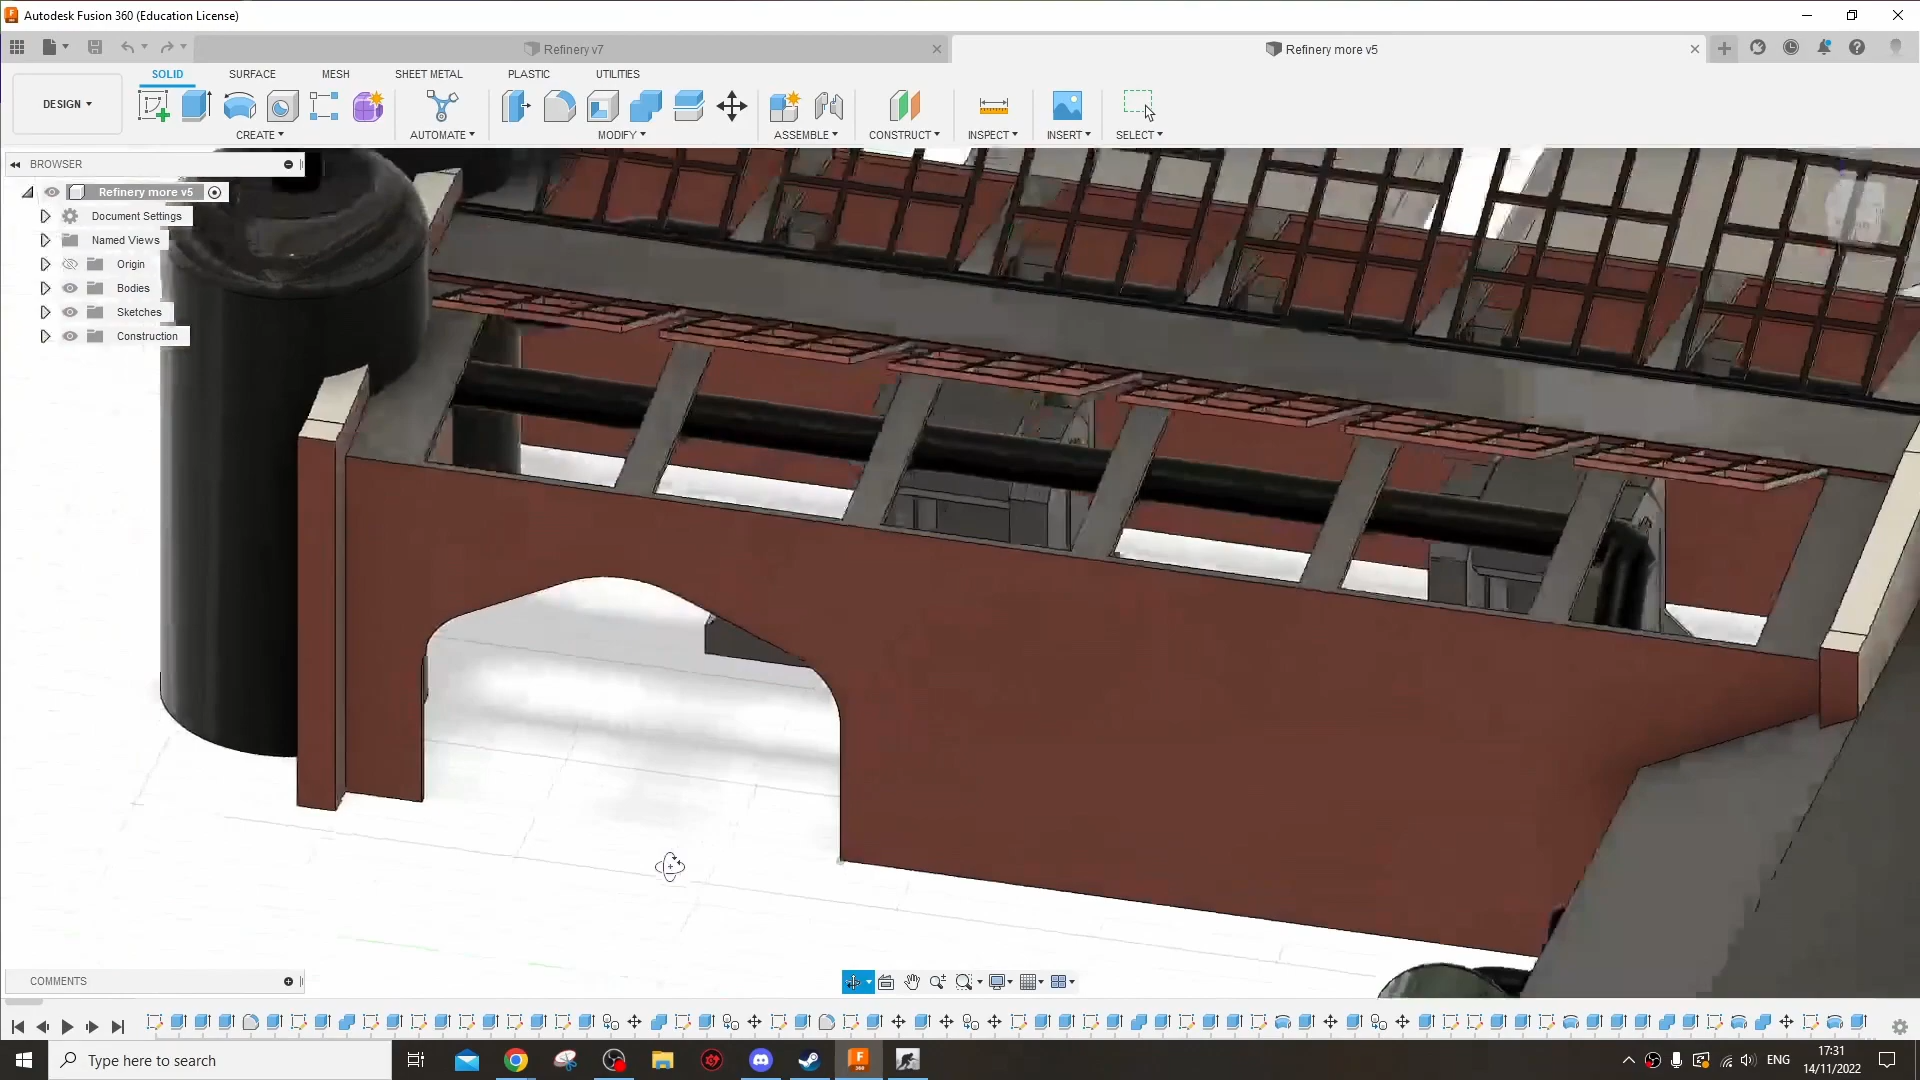 Autodesk Fusion 360 (Education License)
Refinery v7
Refinery more v5
DESIGN
SOLID
SURFACE
MESH
SHEET METAL
PLASTIC
UTILITIES
CREATE
AUTOMATE
MODIFY
ASSEMBLE
CONSTRUCT
INSPECT
INSERT
SELECT
BROWSER
Refinery more v5
Document Settings
Named Views
Origin
Bodies
Sketches
Construction
COMMENTS
Type here to search
F
360
ENG
17:31
14/11/2022